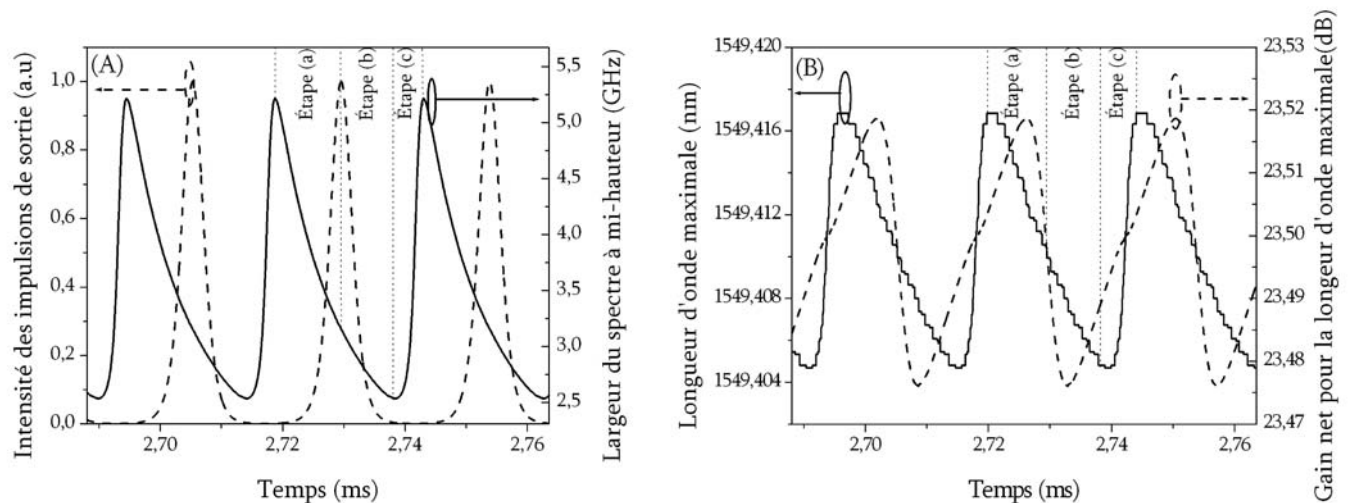 (A)
Intensité des impulsions de sortie (a.u)
1,0
0,8
0,6
0,4
0,2
0,0
Étape (a)
Étape (b)
Étape (c)
5,5
5,0
4,5
4,0
3,5
3,0
2,5
Largeur du spectre à mi-hauteur (GHz)
2,70
2,72
2,74
2,76
Temps (ms)
(B)
Longueur d'onde maximale (nm)
1549,420
1549,416
1549,412
1549,408
1549,404
Étape (a)
Étape (b)
Étape (c)
23,53
23,52
23,51
23,50
23,49
23,48
23,47
Gain net pour la longeur d'onde maximale(dB)
2,70
2,72
2,74
2,76
Temps (ms)